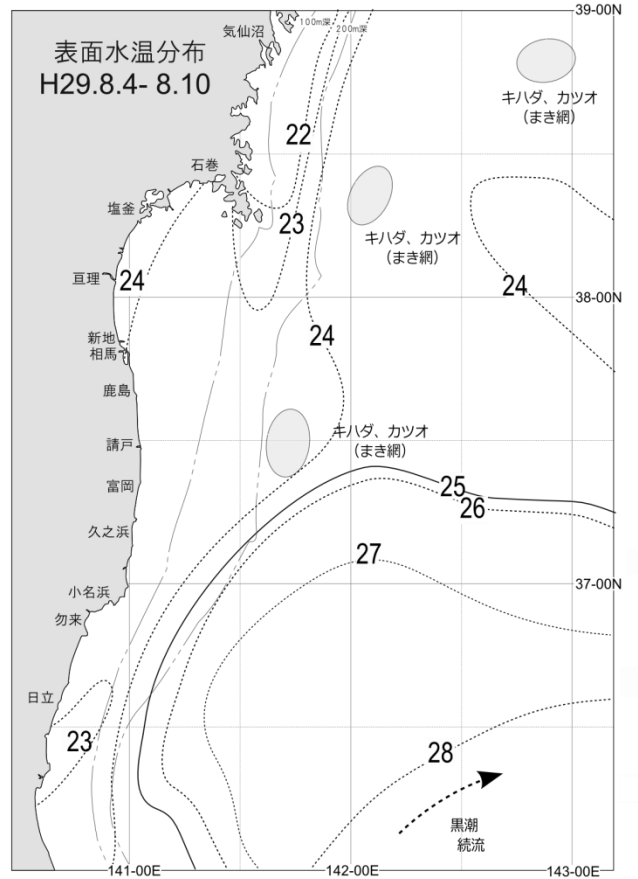 39-00N
気仙沼
100m深
200m深
表面水温分布
H29.8.4- 8.10
キハダ、カツオ
（まき網）
22
石巻
塩釜
23
キハダ、カツオ
（まき網）
亘理
24
24
38-00N
新地
相馬
24
鹿島
キハダ、カツオ
（まき網）
請戸
富岡
25
26
久之浜
27
37-00N
小名浜
勿来
日立
23
28
黒潮
続流
141-00E
142-00E
143-00E